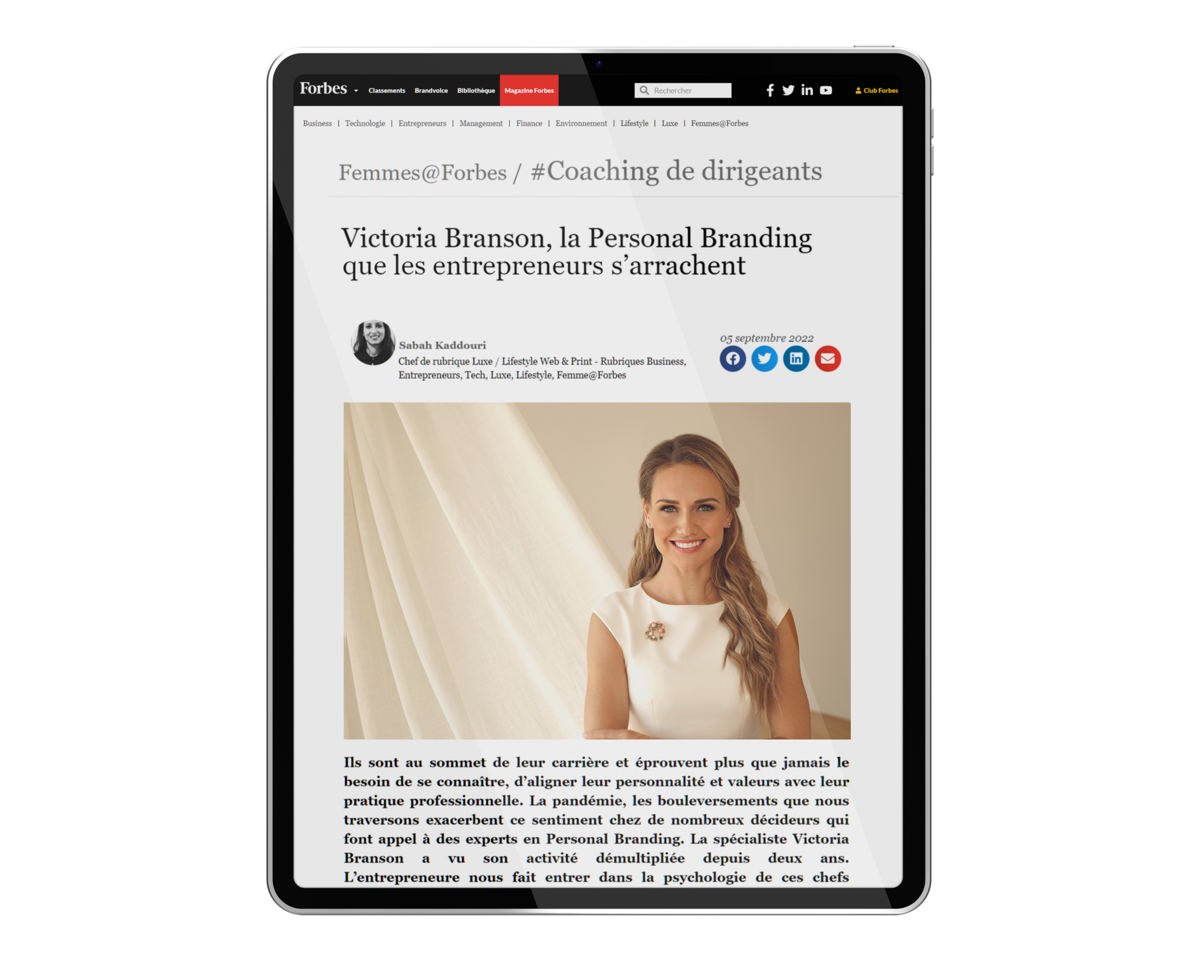 Forbes Classements Brandvoice Bibliothèque Magazine Forbes Rechercher Club Forbes
Business | Technologie | Entrepreneurs | Management | Finance | Environnement | Lifestyle | Luxe | Femmes@Forbes
Femmes@Forbes / #Coaching de dirigeants
Victoria Branson, la Personal Branding
que les entrepreneurs s’arrachent
Sabah Kaddouri
Chef de rubrique Luxe / Lifestyle Web & Print - Rubriques Business,
Entrepreneurs, Tech, Luxe, Lifestyle, Femme@Forbes
05 septembre 2022
Ils sont au sommet de leur carrière et éprouvent plus que jamais le
besoin de se connaître, d’aligner leur personnalité et valeurs avec leur
pratique professionnelle. La pandémie, les bouleversements que nous
traversons exacerbent ce sentiment chez de nombreux décideurs qui
font appel à des experts en Personal Branding. La spécialiste Victoria
Branson a vu son activité démultipliée depuis deux ans.
L’entrepreneure nous fait entrer dans la psychologie de ces chefs